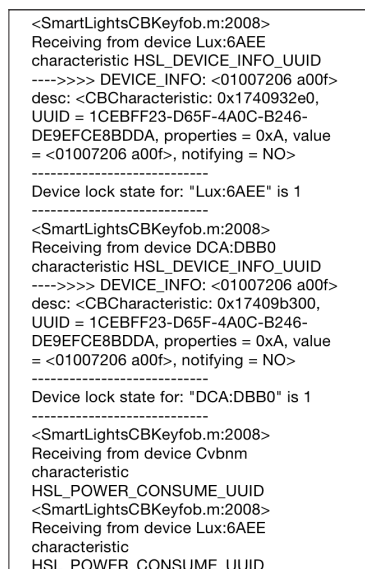 <SmartLightsCBKeyfob.m:2008>
Receiving from device Lux:6AEE
characteristic HSL_DEVICE_INFO_UUID
---->>>> DEVICE_INFO: <01007206 a00f>
desc: <CBCharacteristic: 0x1740932e0,
UUID = 1CEBFF23-D65F-4A0C-B246-
DE9EFCE8BDDA, properties = 0xA, value
= <01007206 a00f>, notifying = NO>
----------------------------
Device lock state for: "Lux:6AEE" is 1
----------------------------
<SmartLightsCBKeyfob.m:2008>
Receiving from device DCA:DBB0
characteristic HSL_DEVICE_INFO_UUID
---->>>> DEVICE_INFO: <01007206 a00f>
desc: <CBCharacteristic: 0x17409b300,
UUID = 1CEBFF23-D65F-4A0C-B246-
DE9EFCE8BDDA, properties = 0xA, value
= <01007206 a00f>, notifying = NO>
----------------------------
Device lock state for: "DCA:DBB0" is 1
----------------------------
<SmartLightsCBKeyfob.m:2008>
Receiving from device Cvbnm
characteristic
HSL_POWER_CONSUME_UUID
<SmartLightsCBKeyfob.m:2008>
Receiving from device Lux:6AEE
characteristic
HSL_POWER_CONSUME_UUID